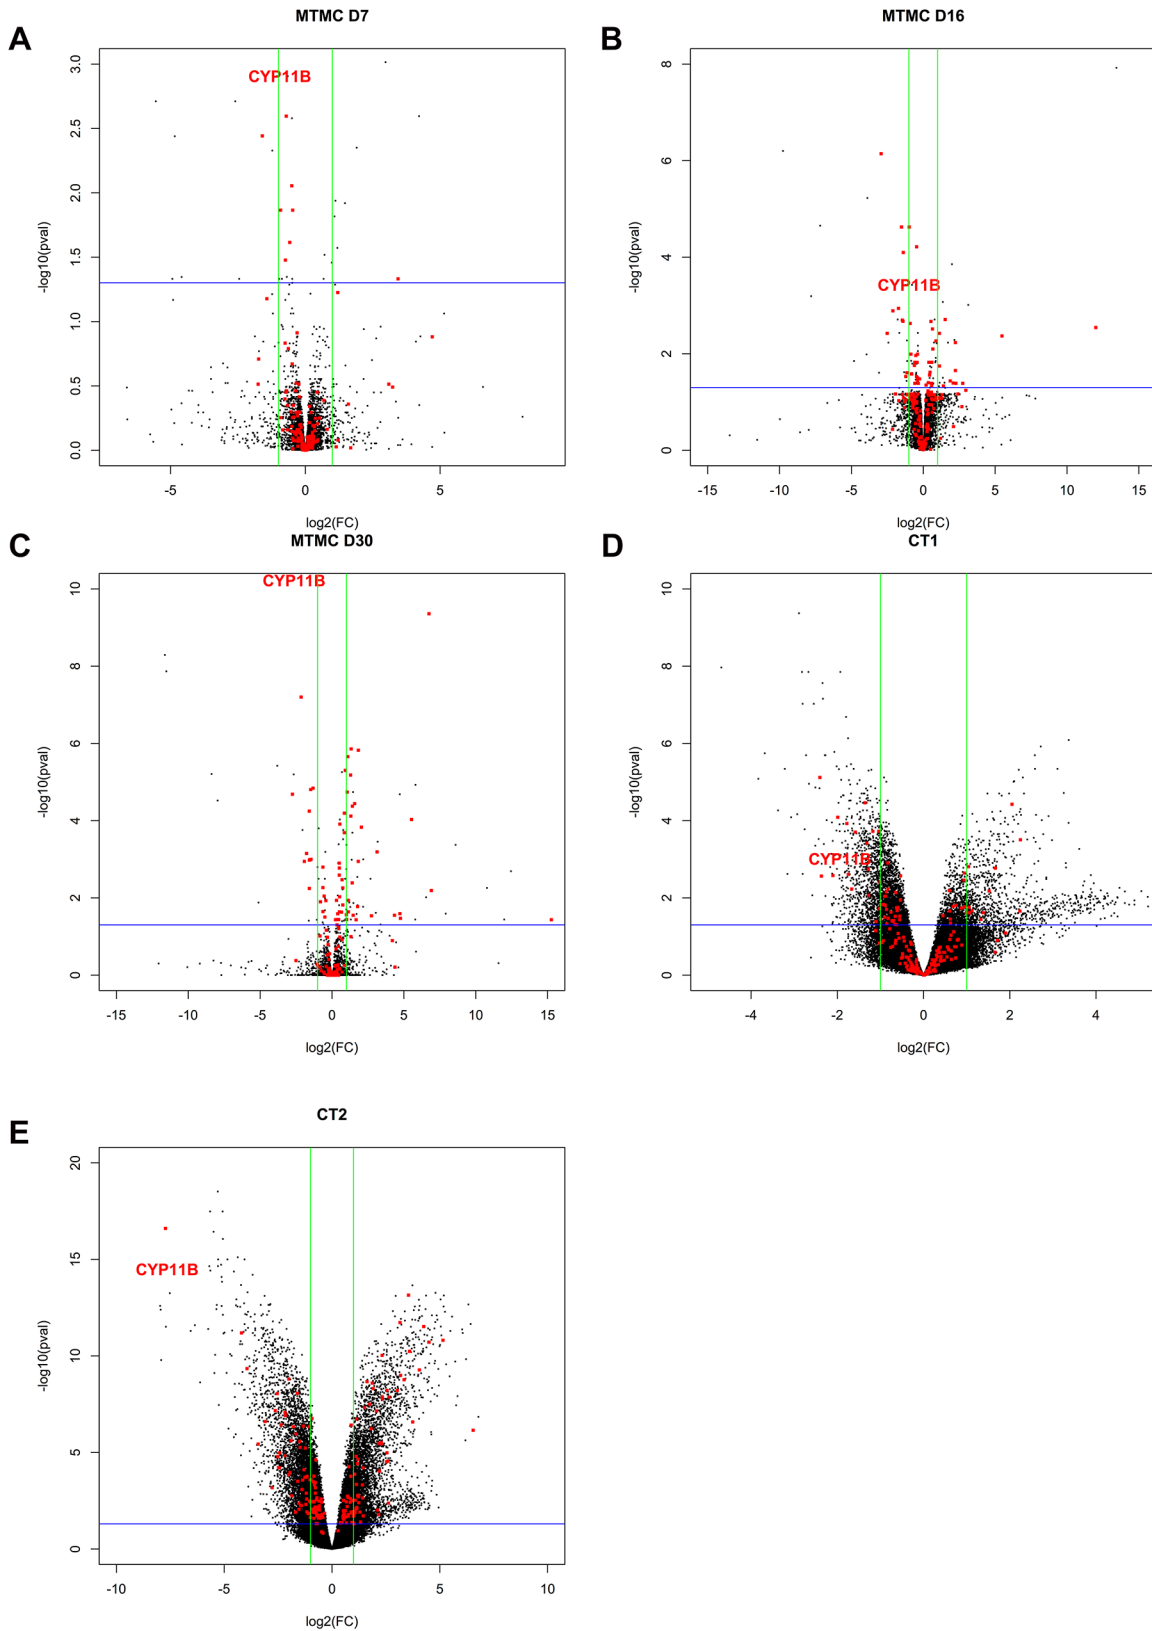 MTMC D7
A
CYP11B
-log10(pval)
3.0
2.5
2.0
1.5
1.0
0.5
0.0
-5
0
5
log2(FC)
MTMC D16
B
CYP11B
-log10(pval)
8
6
4
2
0
-15
-10
-5
0
5
10
15
log2(FC)
MTMC D30
C
CYP11B
-log10(pval)
10
8
6
4
2
0
-15
-10
-5
0
5
10
15
log2(FC)
CT1
D
CYP11B
-log10(pval)
10
8
6
4
2
0
-4
-2
0
2
4
log2(FC)
CT2
E
CYP11B
-log10(pval)
20
15
10
5
0
-10
-5
0
5
10
log2(FC)